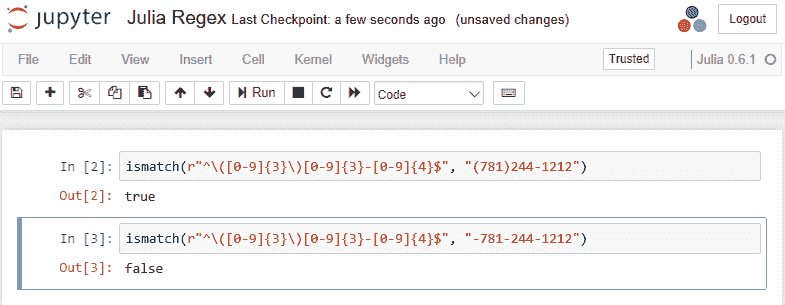 jupyter Julia Regex Last Checkpoint: a few seconds ago (unsaved changes) Logout
File Edit View Insert Cell Kernel Widgets Help Trusted Julia 0.6.1
Run Code
In [2]: ismatch(r"^\([0-9]{3}\)[0-9]{3}-[0-9]{4}$", "(781)244-1212")
Out[2]: true
In [3]: ismatch(r"^\([0-9]{3}\)[0-9]{3}-[0-9]{4}$", "-781-244-1212")
Out[3]: false